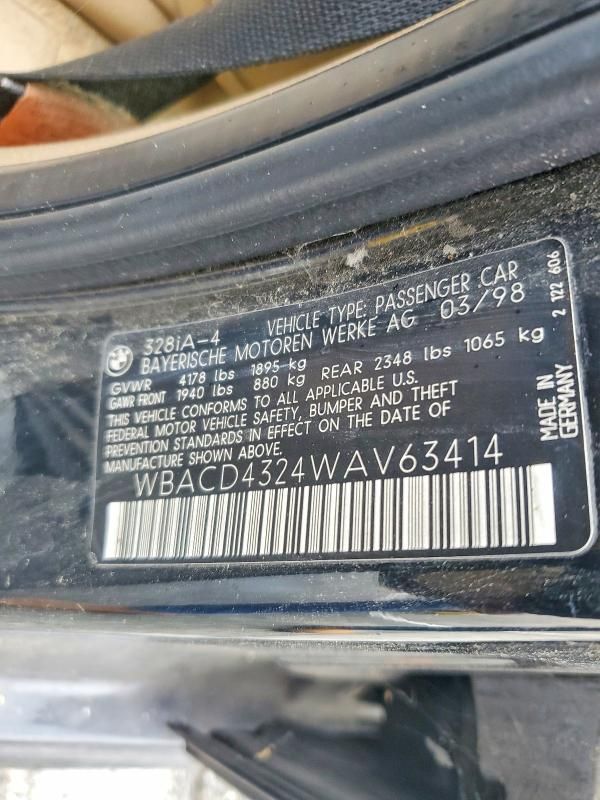 BMW
328iA-4 VEHICLE TYPE: PASSENGER CAR
BAYERISCHE MOTOREN WERKE AG 03/98
GVWR 4178 lbs 1895 kg
GAWR FRONT 1940 lbs 880 kg REAR 2348 lbs 1065 kg
THIS VEHICLE CONFORMS TO ALL APPLICABLE U.S.
FEDERAL MOTOR VEHICLE SAFETY, BUMPER AND THEFT
PREVENTION STANDARDS IN EFFECT ON THE DATE OF
MANUFACTURE SHOWN ABOVE.
WBACD4324WAV63414
MADE IN
GERMANY
2 122 606